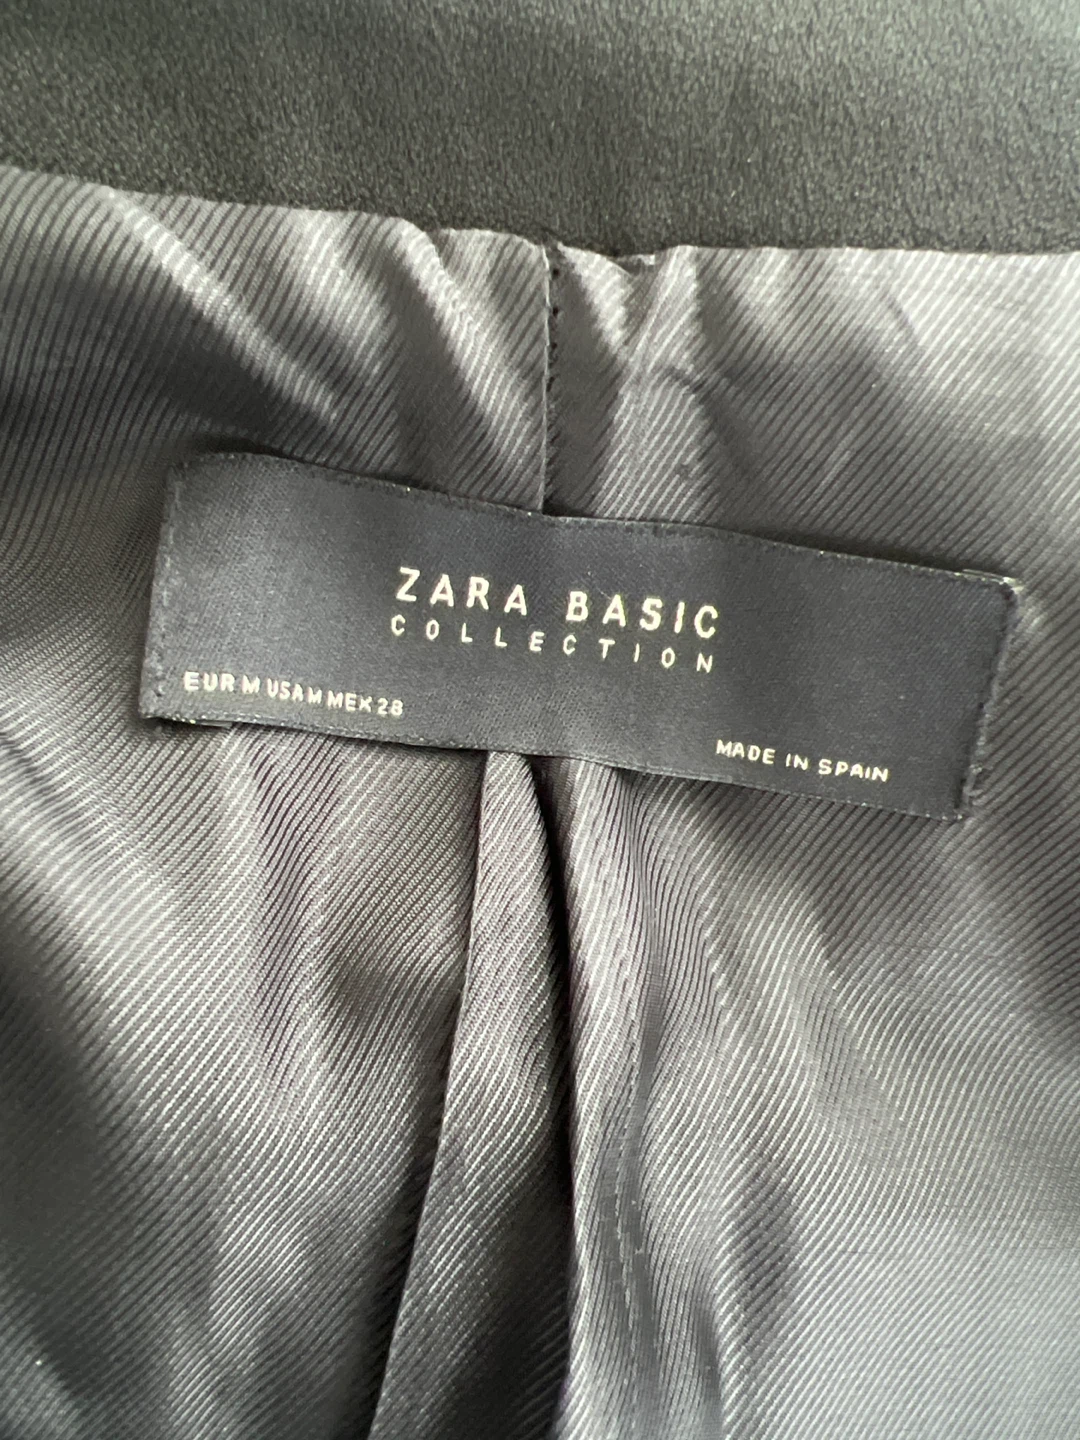 ZARA BASIC
COLLECTION
EUR M USA M MEX 28
MADE IN SPAIN